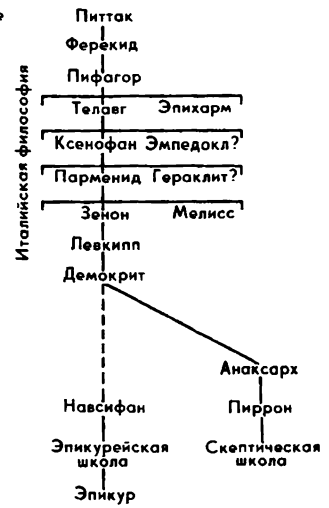 е
Питтак
Ферекид
Пифагор
Италийская философия
Телавг Эпихарм
Ксенофан Эмпедокл?
Парменид Гераклит?
Зенон Мелисс
Левкипп
Демокрит
Анаксарх
Навсифан Пиррон
Эпикурейская школа
Скептическая школа
Эпикур